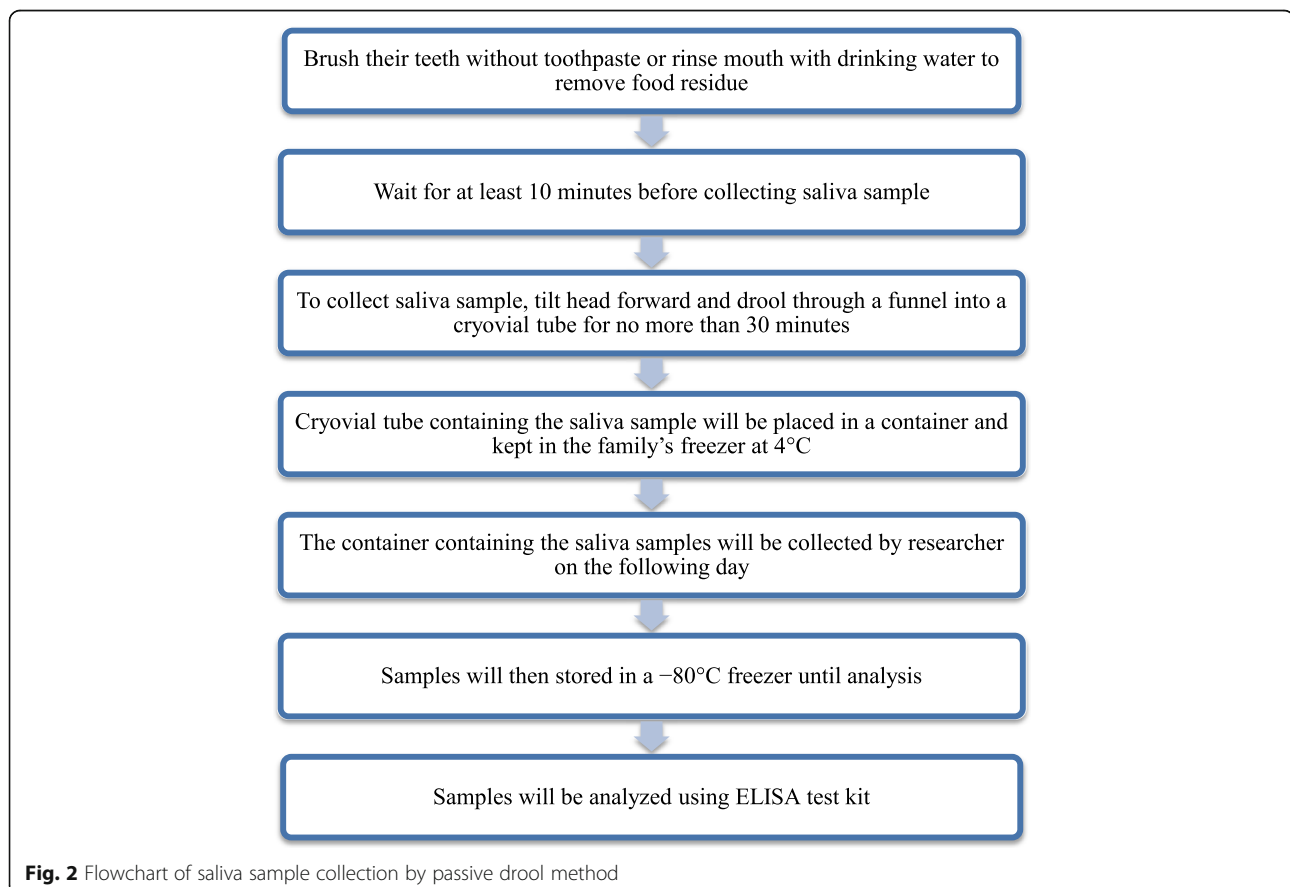 Brush their teeth without toothpaste or rinse mouth with drinking water to
remove food residue
Wait for at least 10 minutes before collecting saliva sample
To collect saliva sample, tilt head forward and drool through a funnel into a
cryovial tube for no more than 30 minutes
Cryovial tube containing the saliva sample will be placed in a container and
kept in the family’s freezer at 4°C
The container containing the saliva samples will be collected by researcher
on the following day
Samples will then stored in a −80°C freezer until analysis
Samples will be analyzed using ELISA test kit
Fig. 2 Flowchart of saliva sample collection by passive drool method